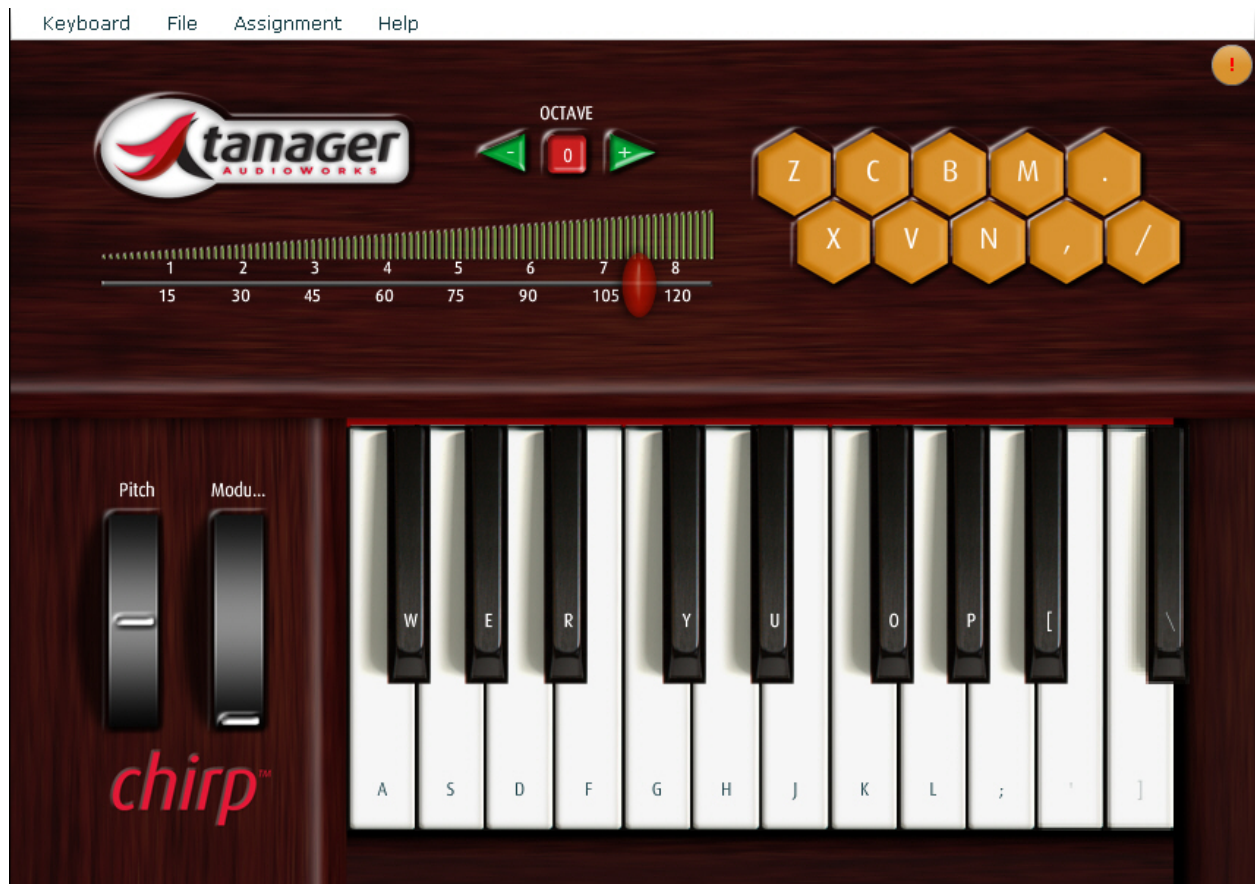 Keyboard File Assignment Help
!
tanager
AUDIOWORKS
OCTAVE
- 0 +
Z C B M .
X V N , /
1 2 3 4 5 6 7 8
15 30 45 60 75 90 105 120
Pitch Modu...
W E R Y U O P [ \
A S D F G H J K L ; ' ]
chirp™